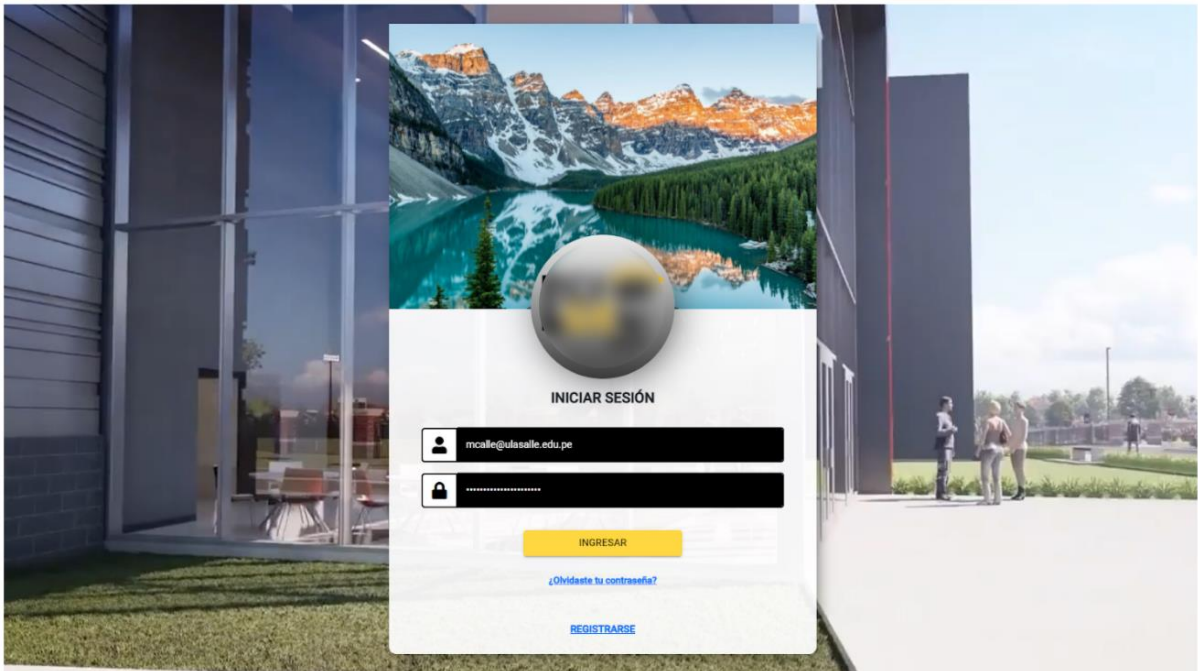 INICIAR SESIÓN
mcalle@ulasalle.edu.pe
INGRESAR
¿Olvidaste tu contraseña?
REGISTRARSE